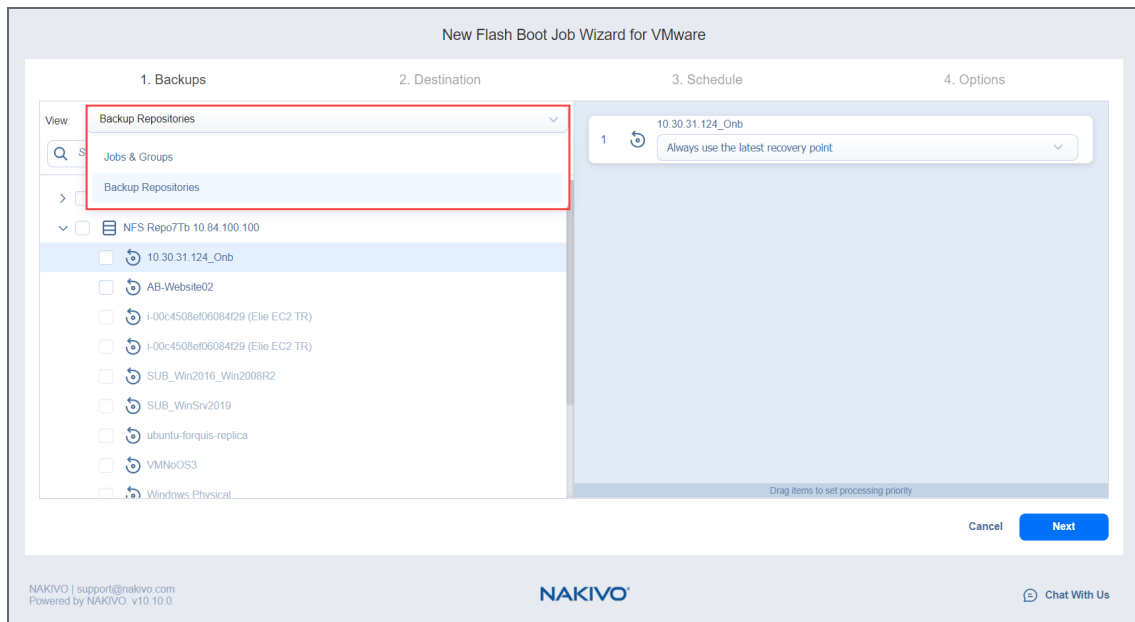 New Flash Boot Job Wizard for VMware
1. Backups
2. Destination
3. Schedule
4. Options
View:
Backup Repositories
Jobs & Groups
Backup Repositories
NFS Repo7Tb 10.84.100.100
10.30.31.124_Onb
AB-Website02
i-00c4508ef06084f29 (Elie EC2 TR)
i-00c4508ef06084f29 (Elie EC2 TR)
SUB_Win2016_Win2008R2
SUB_WinSrv2019
ubuntu-forquis-replica
VMNoOS3
Windows Physical
1
10.30.31.124_Onb
Always use the latest recovery point
Drag items to set processing priority
Cancel
Next
NAKIVO | support@nakivo.com
Powered by NAKIVO. v10.10.0.
NAKIVO
Chat With Us